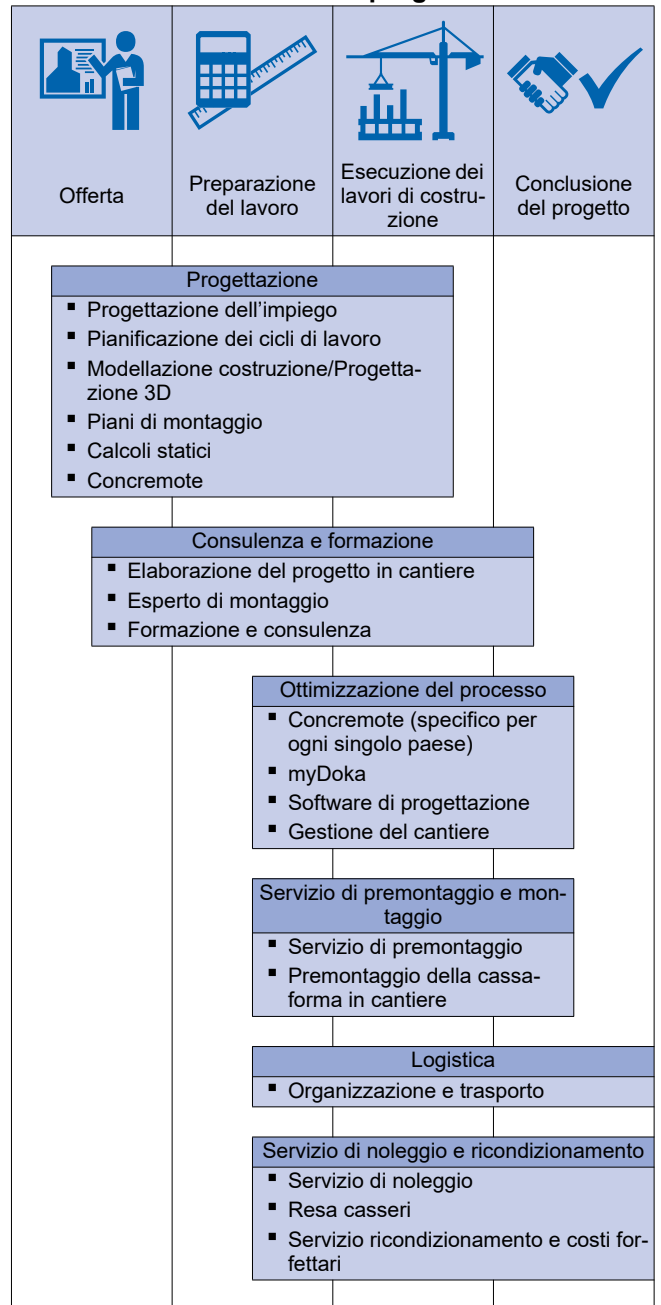 Offerta
Preparazione
del lavoro
Esecuzione dei
lavori di costru-
zione
Conclusione
del progetto
Progettazione
▪ Progettazione dell'impiego
▪ Pianificazione dei cicli di lavoro
▪ Modellazione costruzione/Progetta-
zione 3D
▪ Piani di montaggio
▪ Calcoli statici
▪ Concremote
Consulenza e formazione
▪ Elaborazione del progetto in cantiere
▪ Esperto di montaggio
▪ Formazione e consulenza
Ottimizzazione del processo
▪ Concremote (specifico per
ogni singolo paese)
▪ myDoka
▪ Software di progettazione
▪ Gestione del cantiere
Servizio di premontaggio e mon-
taggio
▪ Servizio di premontaggio
▪ Premontaggio della cassa-
forma in cantiere
Logistica
▪ Organizzazione e trasporto
Servizio di noleggio e ricondizionamento
▪ Servizio di noleggio
▪ Resa casseri
▪ Servizio ricondizionamento e costi for-
fettari